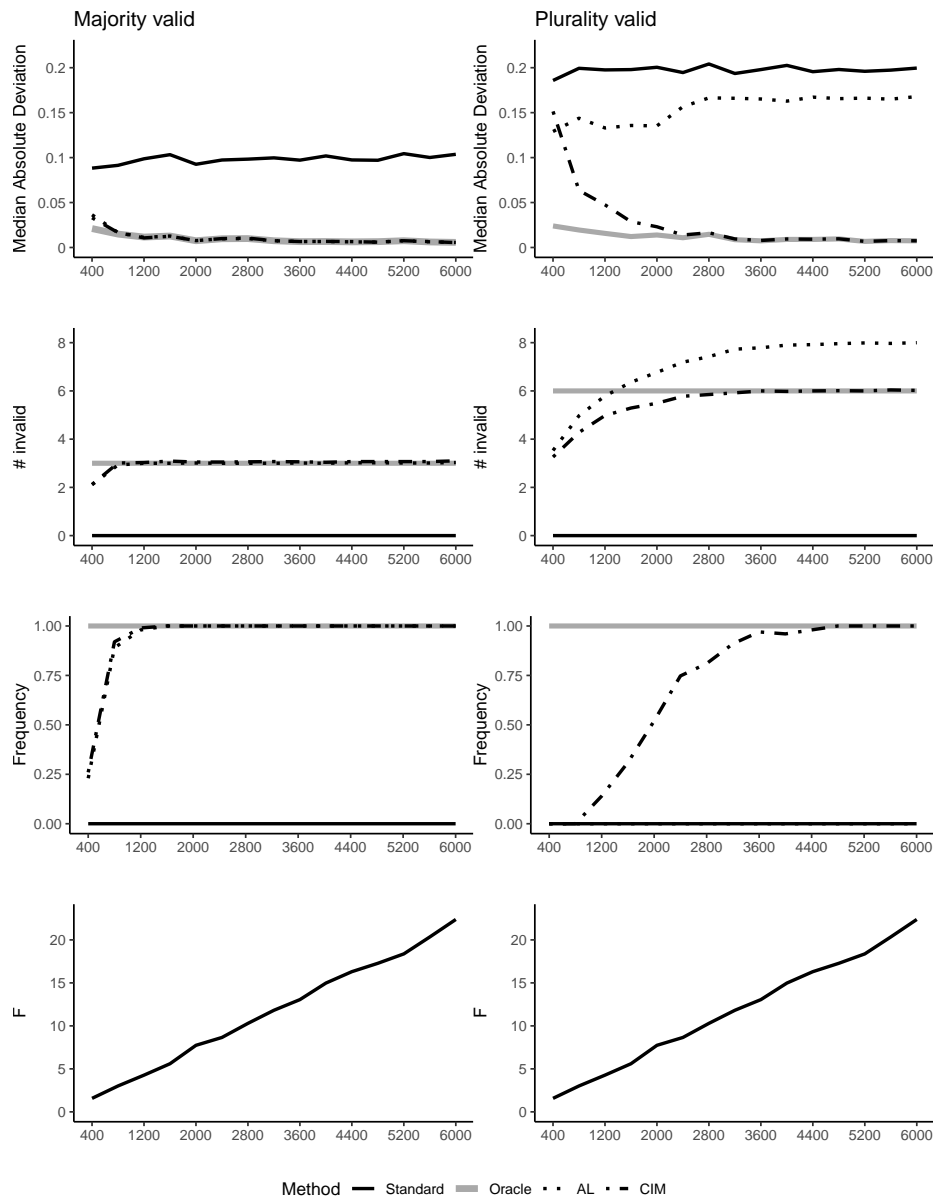 Majority valid
Plurality valid
Median Absolute Deviation
0.2
0.15
0.1
0.05
0
400 1200 2000 2800 3600 4400 5200 6000
Median Absolute Deviation
0.2
0.15
0.1
0.05
0
400 1200 2000 2800 3600 4400 5200 6000
# invalid
8
6
4
2
0
400 1200 2000 2800 3600 4400 5200 6000
# invalid
8
6
4
2
0
400 1200 2000 2800 3600 4400 5200 6000
Frequency
1.00
0.75
0.50
0.25
0.00
400 1200 2000 2800 3600 4400 5200 6000
Frequency
1.00
0.75
0.50
0.25
0.00
400 1200 2000 2800 3600 4400 5200 6000
F
20
15
10
5
0
400 1200 2000 2800 3600 4400 5200 6000
F
20
15
10
5
0
400 1200 2000 2800 3600 4400 5200 6000
Method Standard Oracle AL CIM